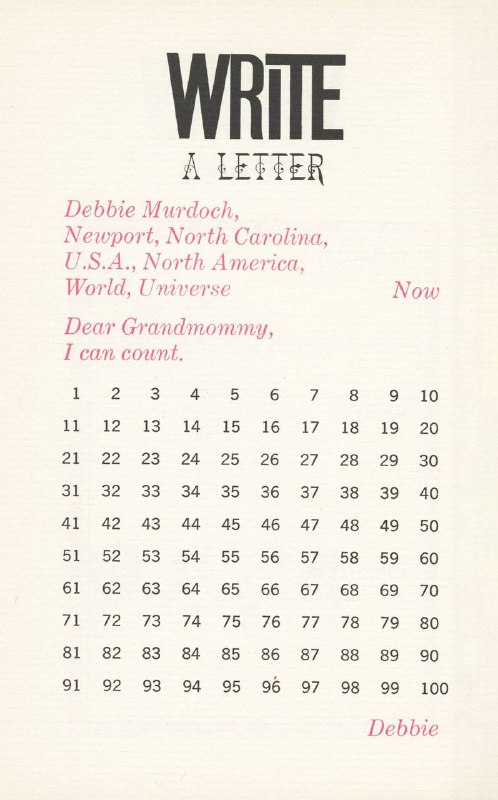 WRITE
A LETTER
Debbie Murdoch,
Newport, North Carolina,
U.S.A., North America,
World, Universe Now
Dear Grandmommy,
I can count.
1 2 3 4 5 6 7 8 9 10
11 12 13 14 15 16 17 18 19 20
21 22 23 24 25 26 27 28 29 30
31 32 33 34 35 36 37 38 39 40
41 42 43 44 45 46 47 48 49 50
51 52 53 54 55 56 57 58 59 60
61 62 63 64 65 66 67 68 69 70
71 72 73 74 75 76 77 78 79 80
81 82 83 84 85 86 87 88 89 90
91 92 93 94 95 96 97 98 99 100
Debbie